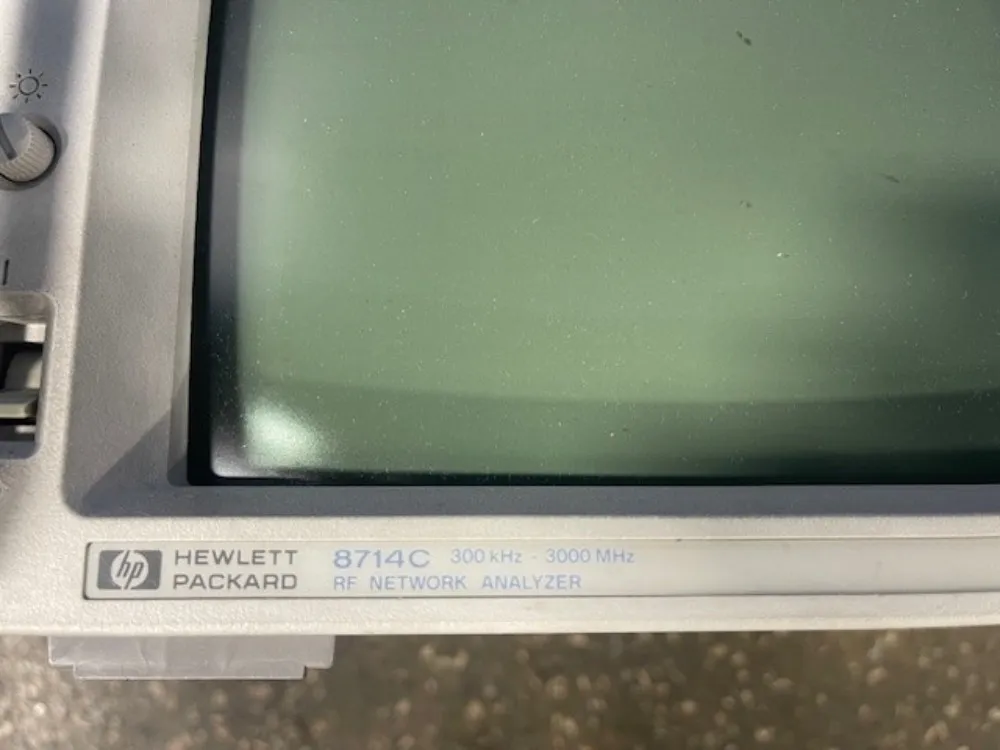 hp HEWLETT PACKARD
8714C 300 kHz - 3000 MHz
RF NETWORK ANALYZER